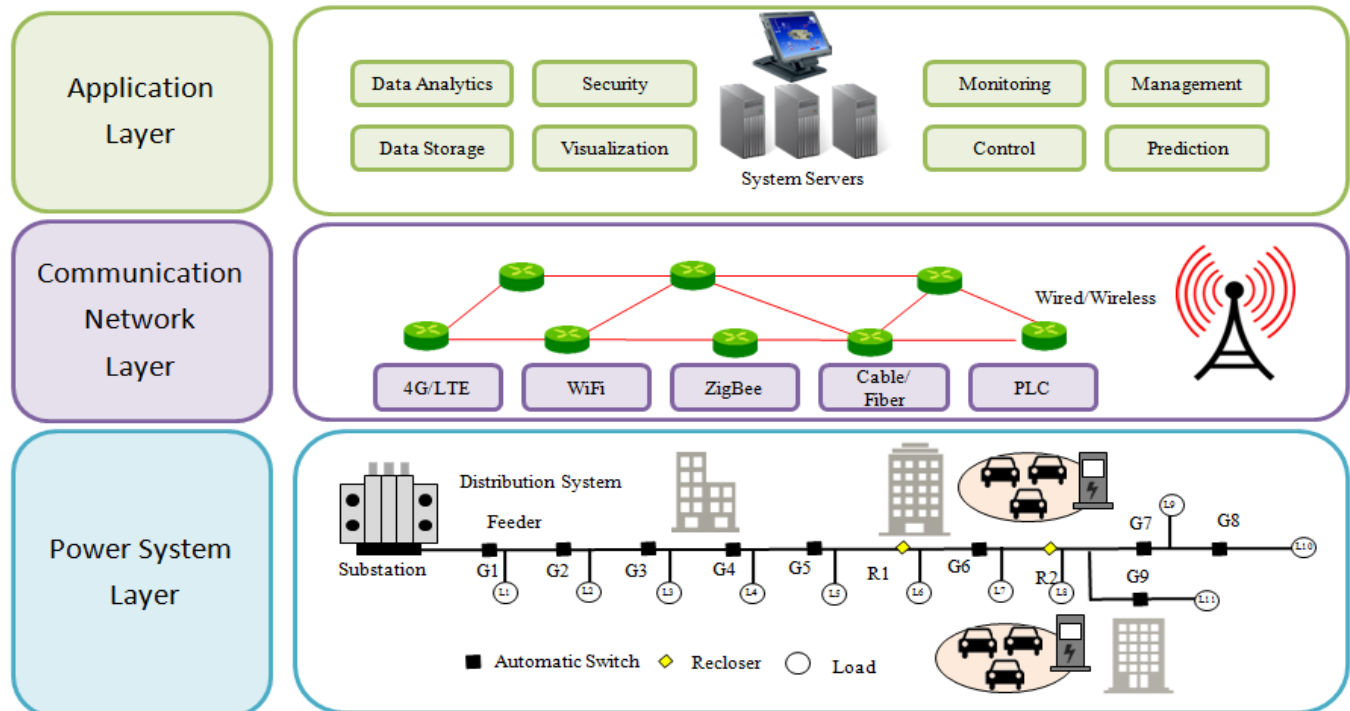 Application
Layer
Data Analytics
Security
Data Storage
Visualization
System Servers
Monitoring
Management
Control
Prediction
Communication
Network
Layer
Wired/Wireless
4G/LTE
WiFi
ZigBee
Cable/
Fiber
PLC
Power System
Layer
Distribution System
Feeder
Substation
G1
G2
G3
G4
G5
R1
G6
R2
G7
G8
G9
L1
L2
L3
L4
L5
L6
L7
L8
L9
L10
L11
Automatic Switch
Recloser
Load